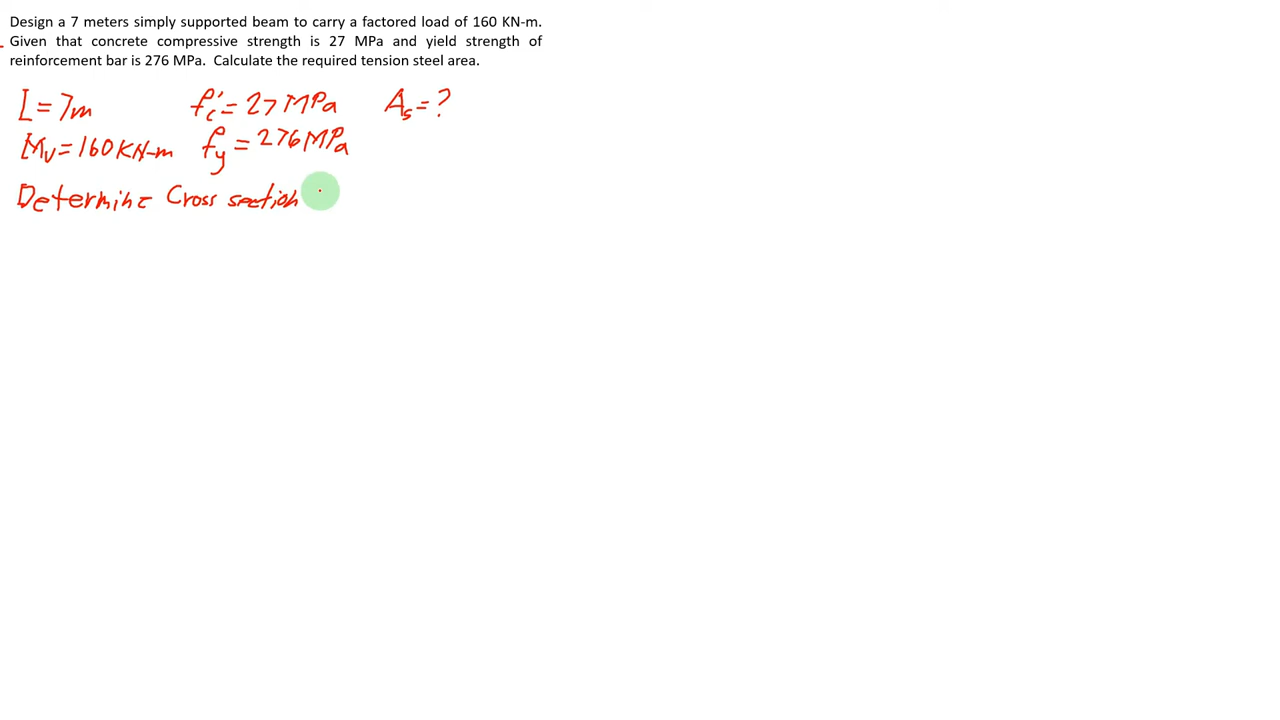 Design a 7 meters simply supported beam to carry a factored load of 160 KN-m.
Given that concrete compressive strength is 27 MPa and yield strength of
reinforcement bar is 276 MPa. Calculate the required tension steel area.
L = 7m f'c = 27 MPa As = ?
Mu = 160 KN-m fy = 276 MPa
Determine Cross section